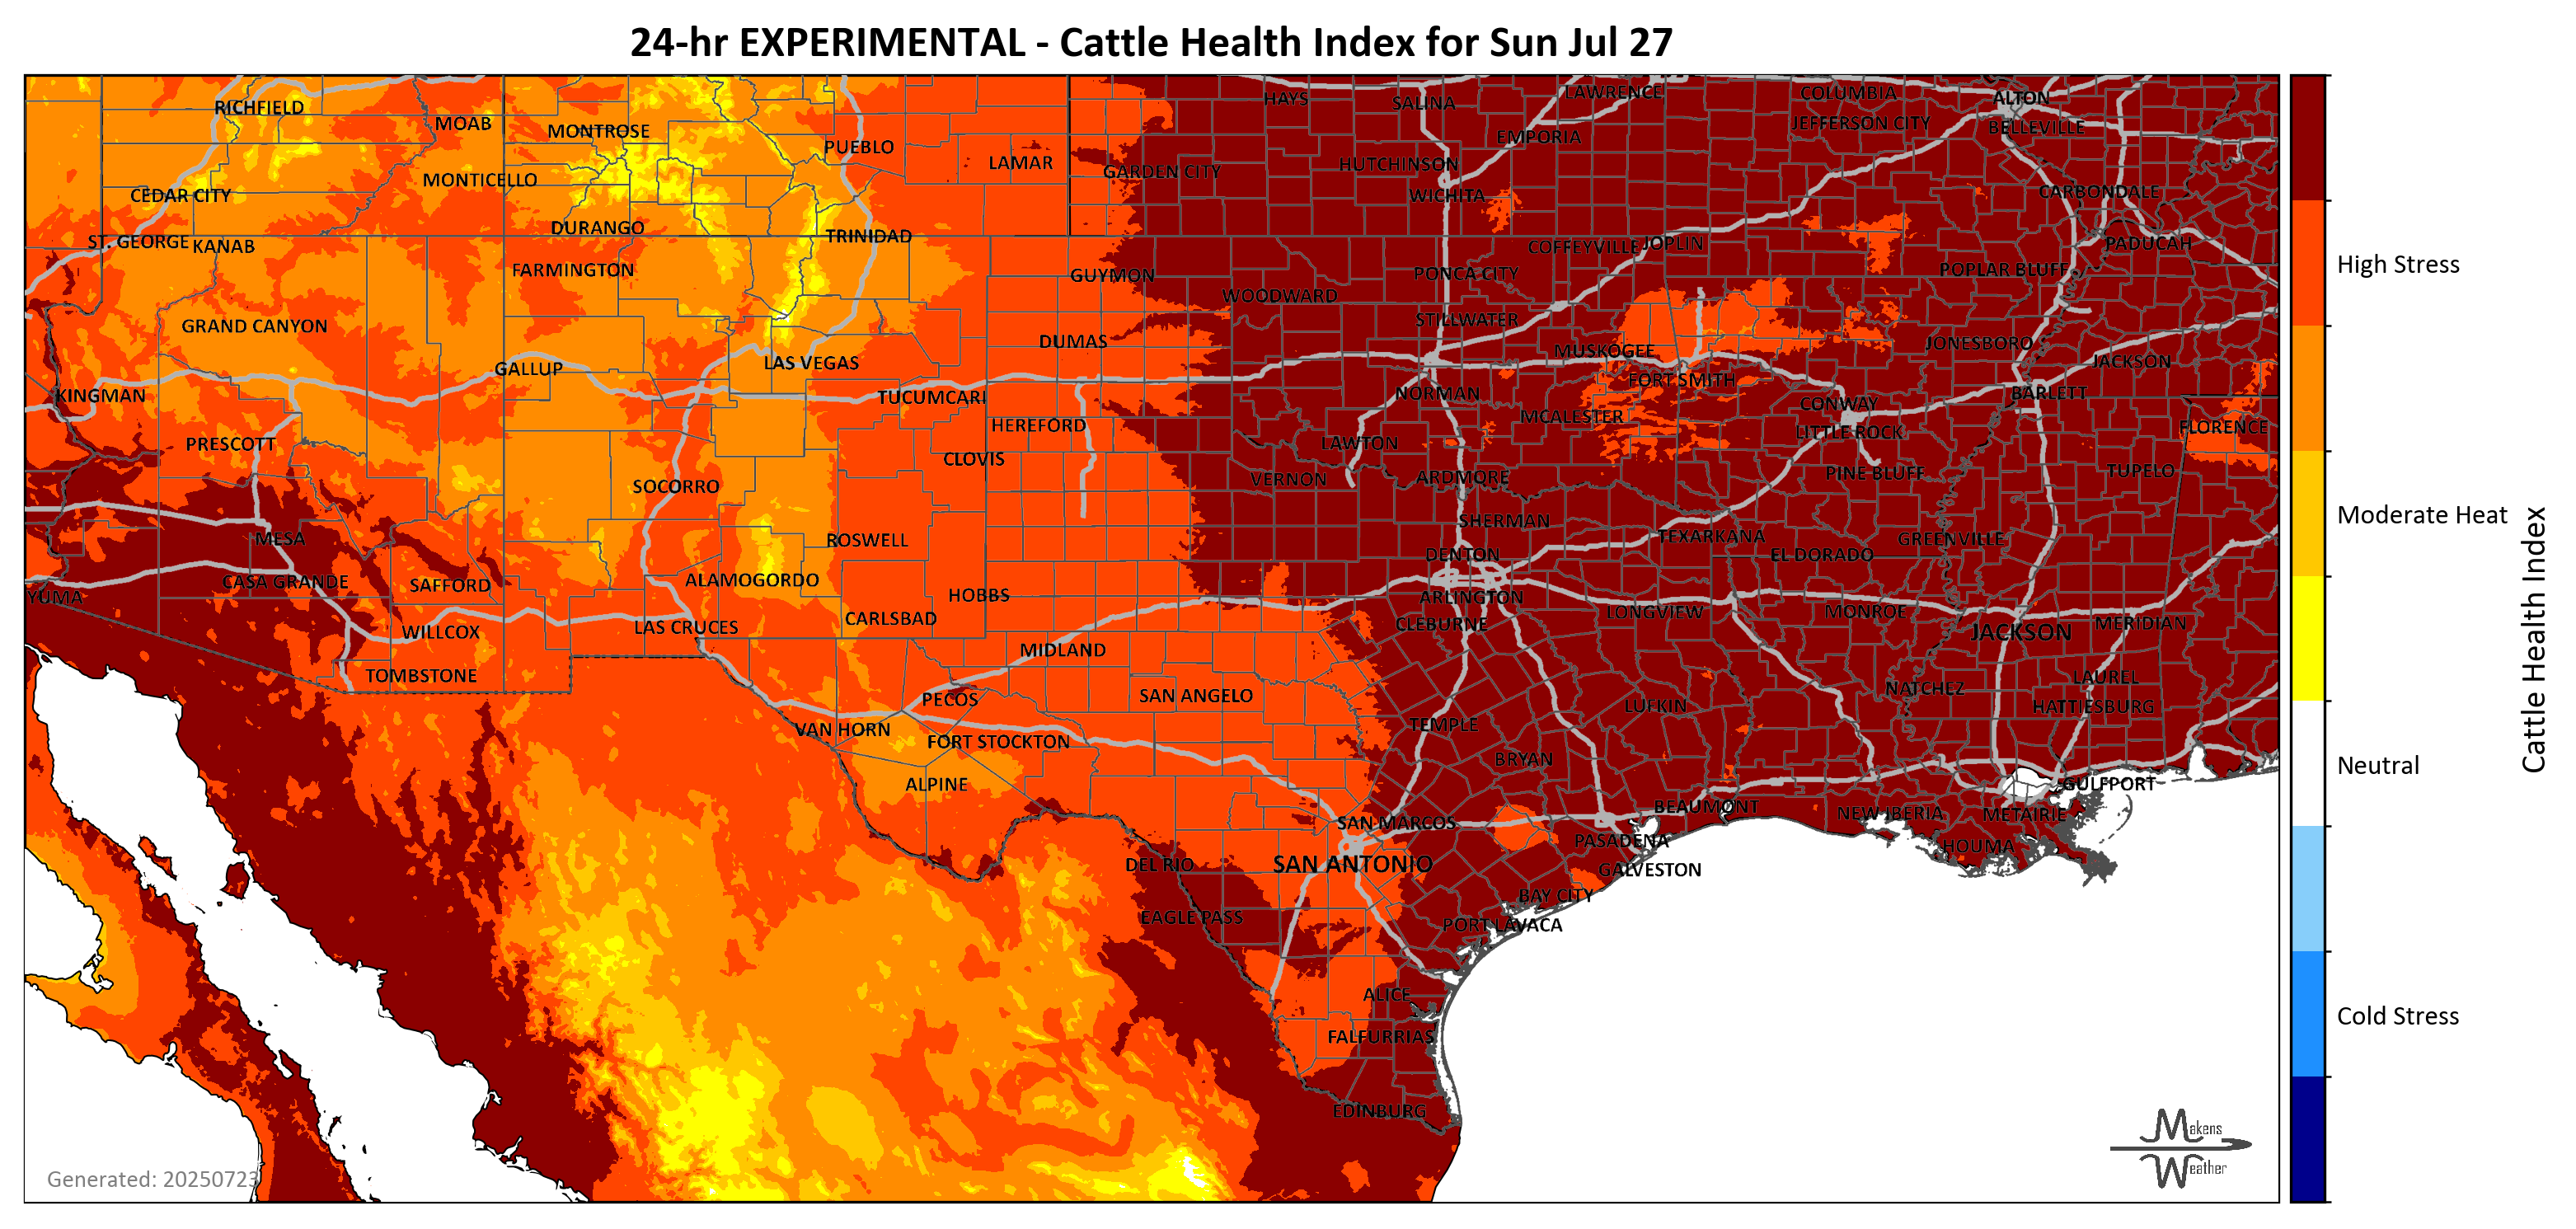 24-hr EXPERIMENTAL - Cattle Health Index for Sun Jul 27
RICHFIELD
MOAB
MONTROSE
PUEBLO
LAMAR
HAYS
SALINA
LAWRENCE
COLUMBIA
ALTON
JEFFERSON CITY
BELLEVILLE
EMPORIA
GARDEN CITY
HUTCHINSON
WICHITA
CARBONDALE
CEDAR CITY
MONTICELLO
DURANGO
TRINIDAD
ST. GEORGE
KANAB
FARMINGTON
GUYMON
COFFEYVILLE
JOPLIN
PADUCAH
PONCA CITY
POPLAR BLUFF
High Stress
WOODWARD
STILLWATER
GRAND CANYON
DUMAS
MUSKOGEE
JONESBORO
JACKSON
GALLUP
LAS VEGAS
KINGMAN
TUCUMCARI
NORMAN
FORT SMITH
BARLETT
CONWAY
HEREFORD
MCALESTER
LITTLE ROCK
FLORENCE
PRESCOTT
CLOVIS
LAWTON
VERNON
ARDMORE
PINE BLUFF
TUPELO
SOCORRO
Moderate Heat
MESA
ROSWELL
SHERMAN
TEXARKANA
GREENVILLE
DENTON
EL DORADO
CASA GRANDE
SAFFORD
ALAMOGORDO
YUMA
HOBBS
ARLINGTON
LONGVIEW
MONROE
CARLSBAD
CLEBURNE
WILLCOX
LAS CRUCES
JACKSON
MERIDIAN
TOMBSTONE
MIDLAND
PECOS
SAN ANGELO
LAUREL
NATCHEZ
LUFKIN
HATTIESBURG
VAN HORN
FORT STOCKTON
TEMPLE
BRYAN
Cattle Health Index
Neutral
ALPINE
GULFPORT
BEAUMONT
NEW IBERIA
METAIRIE
SAN MARCOS
PASADENA
HOUMA
DEL RIO
SAN ANTONIO
GALVESTON
BAY CITY
EAGLE PASS
PORT LAVACA
ALICE
Cold Stress
FALFURRIAS
EDINBURG
Makens
Weather
Generated: 20250723